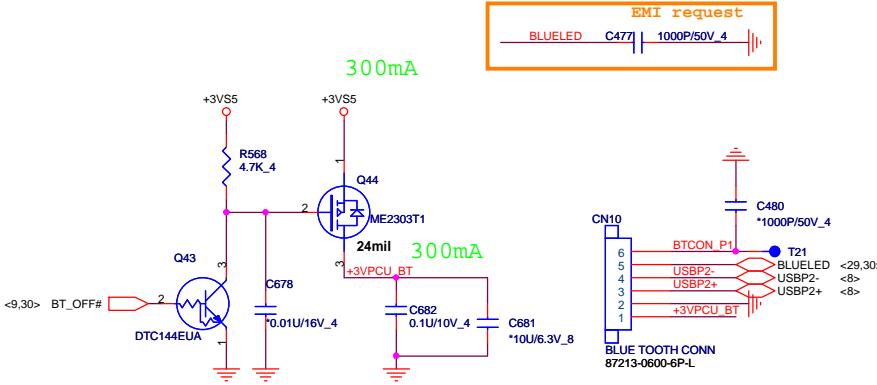 EMI request
BLUELED C477 1000P/50V_4
300mA
+3VS5 +3VS5
R568
4.7K_4
1
Q44
2
ME2303T1
24mil
3
300mA
+3VPCU_BT
Q43
3
<9,30> BT_OFF# 2
DTC144EUA
1
C678
*0.01U/16V_4
C682
0.1U/10V_4
C681
*10U/6.3V_8
C480
*1000P/50V_4
CN10
6 BTCON_P1 T21
5 BLUELED <29,30>
4 USBP2- USBP2- <8>
3 USBP2+ USBP2+ <8>
2
1 +3VPCU_BT
BLUE TOOTH CONN
87213-0600-6P-L